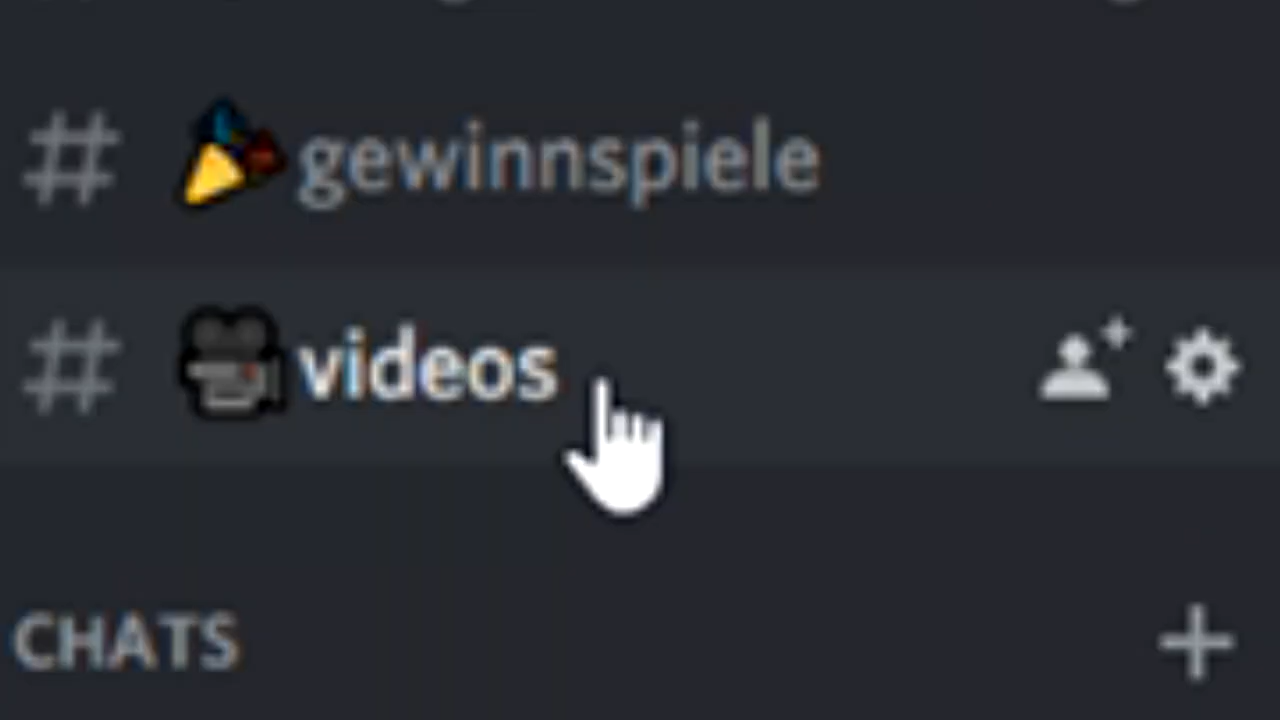 # 🎉gewinnspiele
# 🎥videos
CHATS +